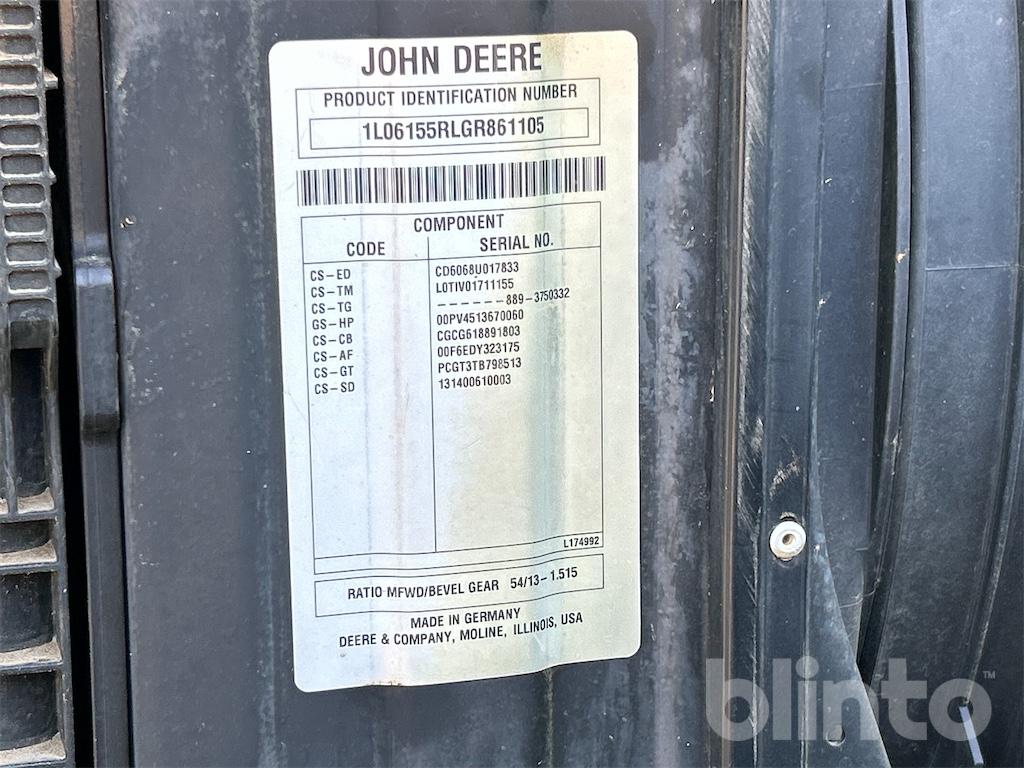 JOHN DEERE
PRODUCT IDENTIFICATION NUMBER
1L06155RLGR861105
COMPONENT
CODE SERIAL NO.
CS-ED CD6068U017833
CS-TM L0TIV01711155
CS-TG ------889-3750332
GS-HP 00PV4513670060
CS-CB CGCG618891803
CS-AF 00F6EDY323175
CS-GT PCGT3TB798513
CS-SD 131400610003
L174992
RATIO MFWD/BEVEL GEAR 54/13-1.515
MADE IN GERMANY
DEERE & COMPANY, MOLINE, ILLINOIS, USA
blinto™